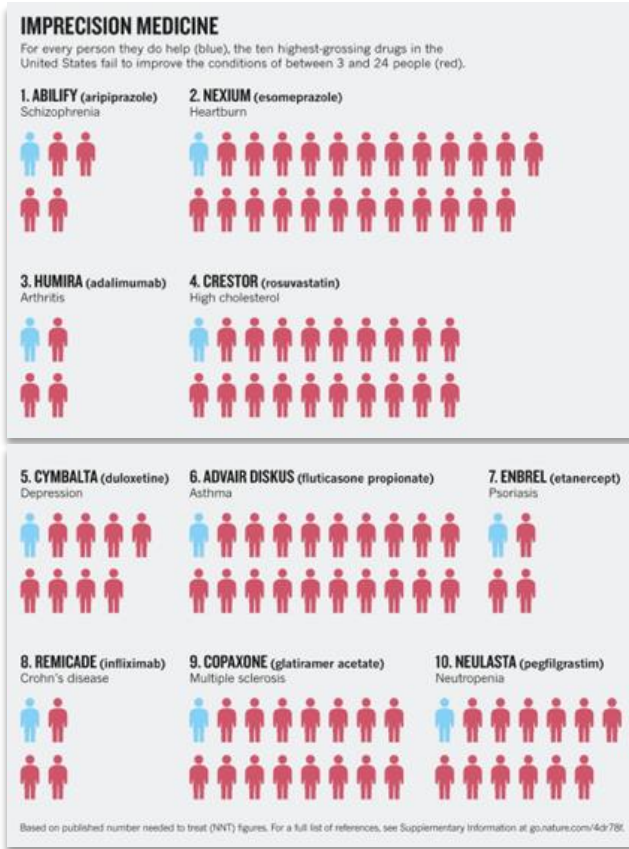 IMPRECISION MEDICINE
For every person they do help (blue), the ten highest-grossing drugs in the
United States fail to improve the conditions of between 3 and 24 people (red).
1. ABILIFY (aripiprazole)
Schizophrenia
2. NEXIUM (esomeprazole)
Heartburn
3. HUMIRA (adalimumab)
Arthritis
4. CRESTOR (rosuvastatin)
High cholesterol
5. CYMBALTA (duloxetine)
Depression
6. ADVAIR DISKUS (fluticasone propionate)
Asthma
7. ENBREL (etanercept)
Psoriasis
8. REMICADE (infliximab)
Crohn's disease
9. COPAXONE (glatiramer acetate)
Multiple sclerosis
10. NEULASTA (pegfilgrastim)
Neutropenia
Based on published number needed to treat (NNT) figures. For a full list of references, see Supplementary Information at go.nature.com/4dr78f.